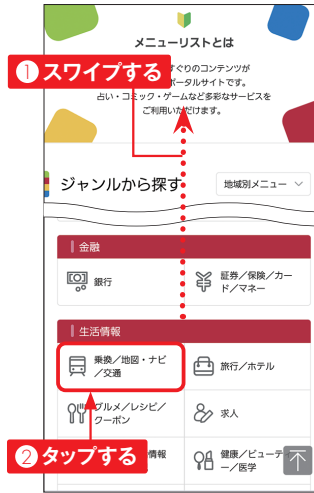 メニューリストとは
① スワイプする
すぐりのコンテンツが
ポータルサイトです。
占い・コミック・ゲームなど多彩なサービスを
ご利用いただけます。
ジャンルから探す
地域別メニュー
金融
銀行
証券／保険／カー
ド／マネー
生活情報
乗換／地図・ナビ
／交通
旅行／ホテル
グルメ／レシピ／
クーポン
求人
② タップする
情報
健康／ビューティ
ー／医学